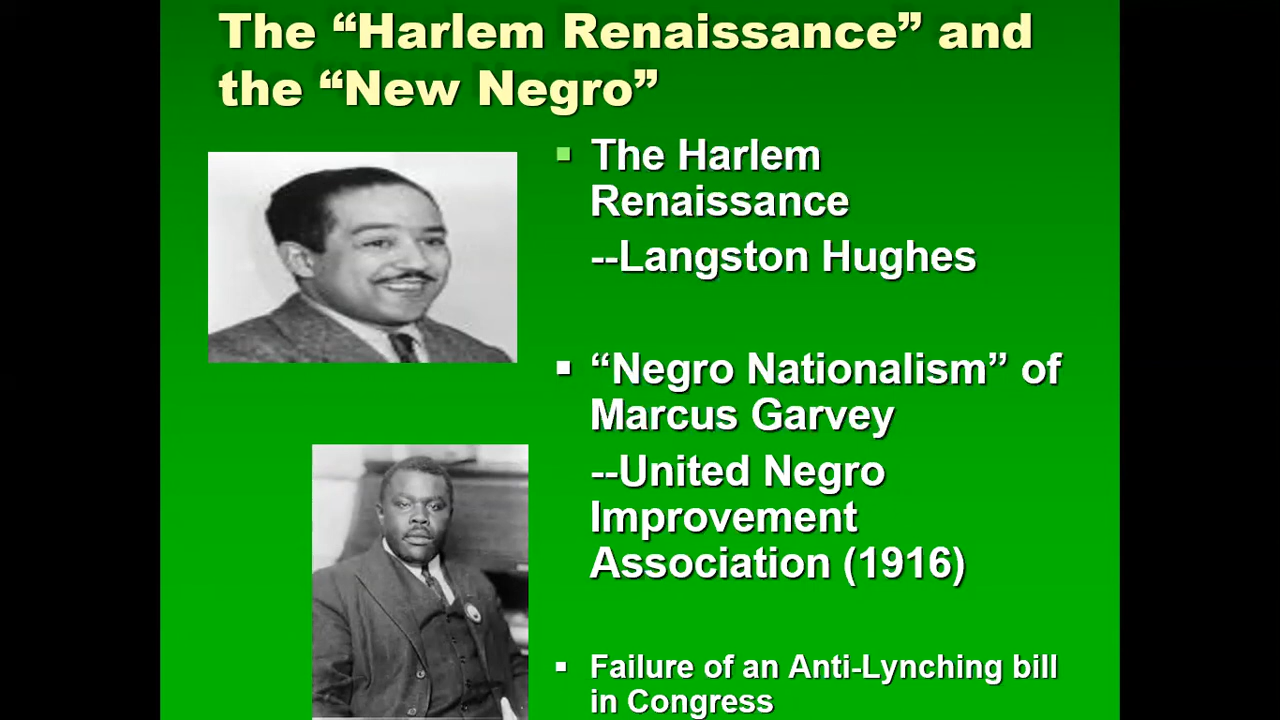 The “Harlem Renaissance” and
the “New Negro”
The Harlem
Renaissance
--Langston Hughes
“Negro Nationalism” of
Marcus Garvey
--United Negro
Improvement
Association (1916)
Failure of an Anti-Lynching bill
in Congress